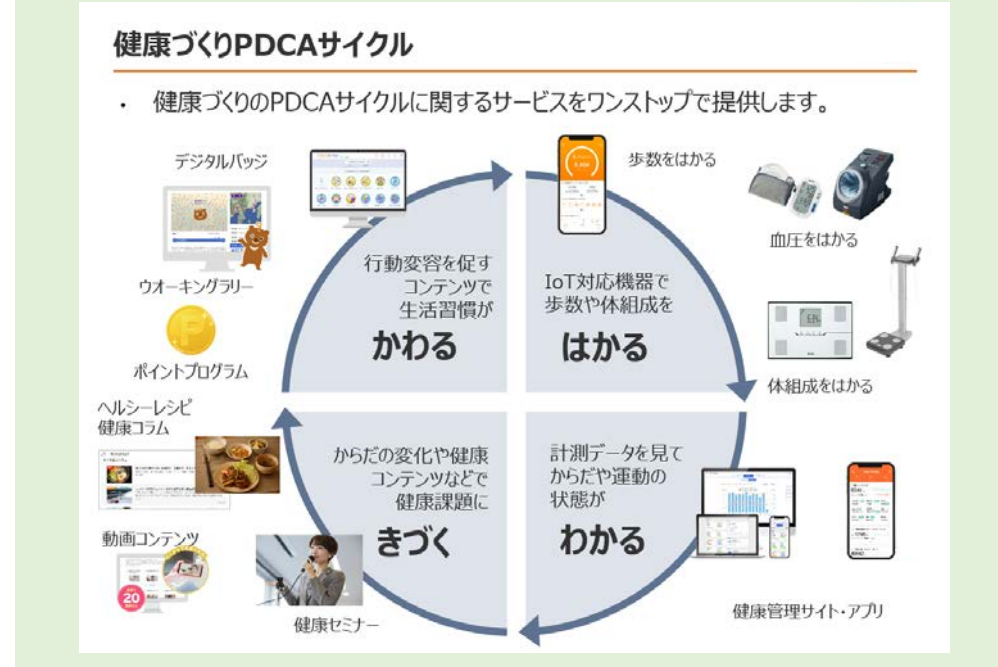 健康づくりPDCAサイクル
・ 健康づくりのPDCAサイクルに関するサービスをワンストップで提供します。
デジタルバッジ
ウオーキングラリー
ポイントプログラム
行動変容を促す
コンテンツで
生活習慣が
かわる
歩数をはかる
血圧をはかる
体組成をはかる
IoT対応機器で
歩数や体組成を
はかる
ヘルシーレシピ
健康コラム
動画コンテンツ
20
健康セミナー
からだの変化や健康
コンテンツなどで
健康課題に
きづく
計測データを見て
からだや運動の
状態が
わかる
健康管理サイト・アプリ